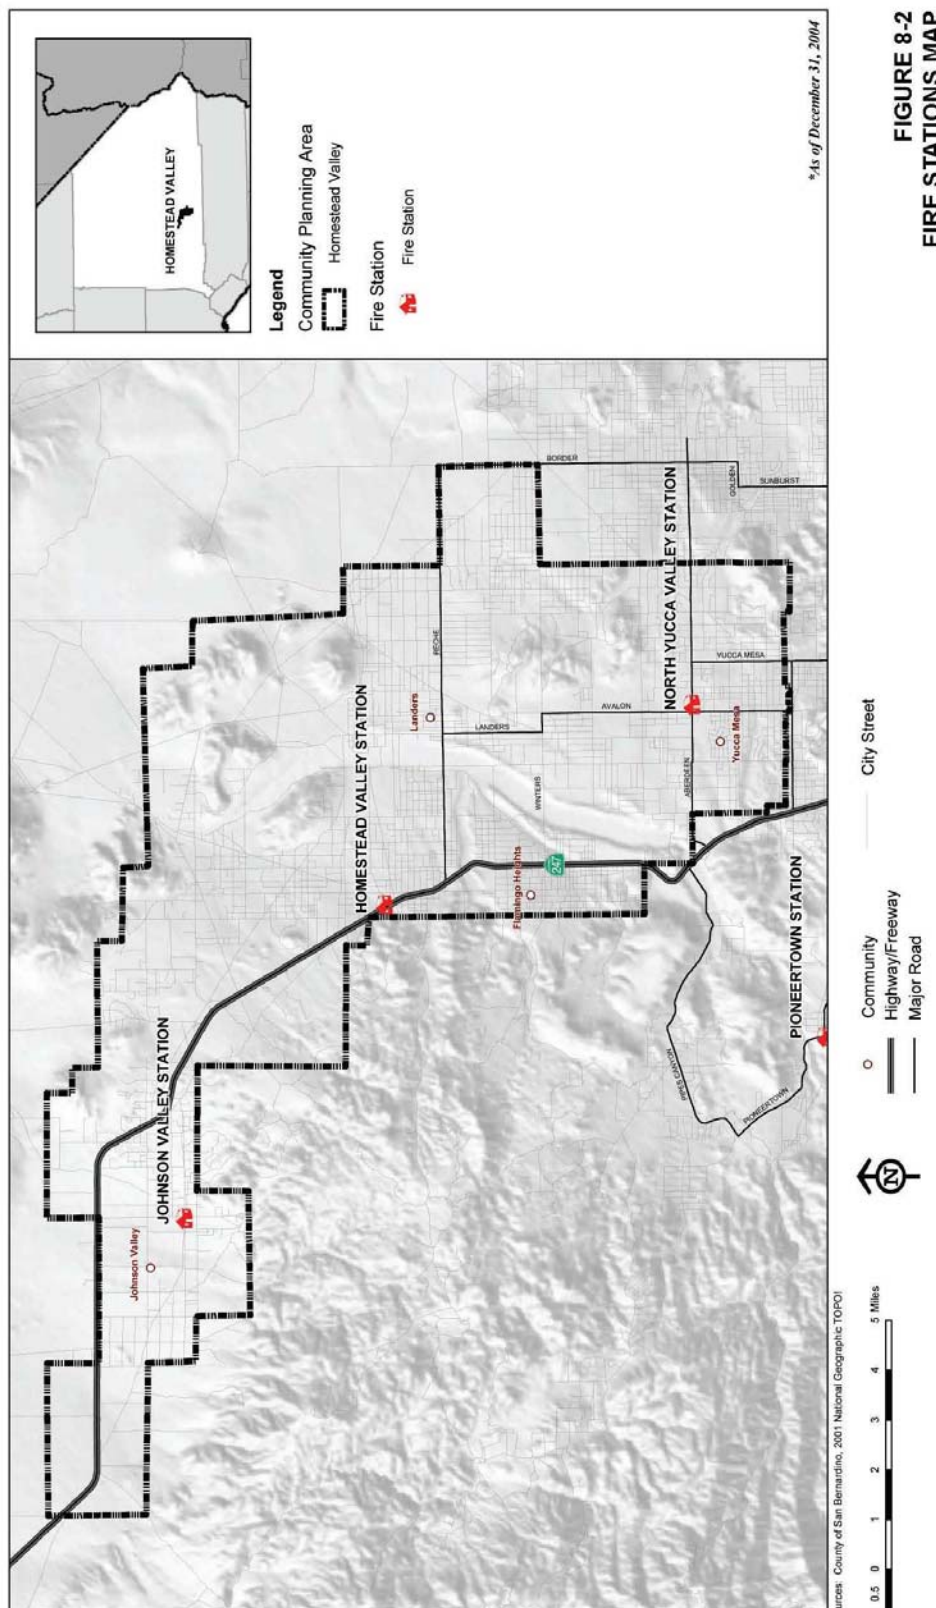 HOMESTEAD VALLEY
Legend
Community Planning Area
Homestead Valley
Fire Station
Fire Station
*As of December 31, 2004
JOHNSON VALLEY STATION
Johnson Valley
HOMESTEAD VALLEY STATION
Landers
RECHE
LANDERS
BORDER
WINTERS
Flamingo Heights
247
AVALON
NORTH YUCCA VALLEY STATION
GOLDEN
SUNBURST
YUCCA MESA
ABERDEEN
Yucca Mesa
PIPES CANYON
PIONEERTOWN
PIONEERTOWN STATION
urces: County of San Bernardino, 2001 National Geographic TOPO!
0.5 0 1 2 3 4 5 Miles
N
Community
Highway/Freeway
Major Road
City Street
FIGURE 8-2
FIRE STATIONS MAP